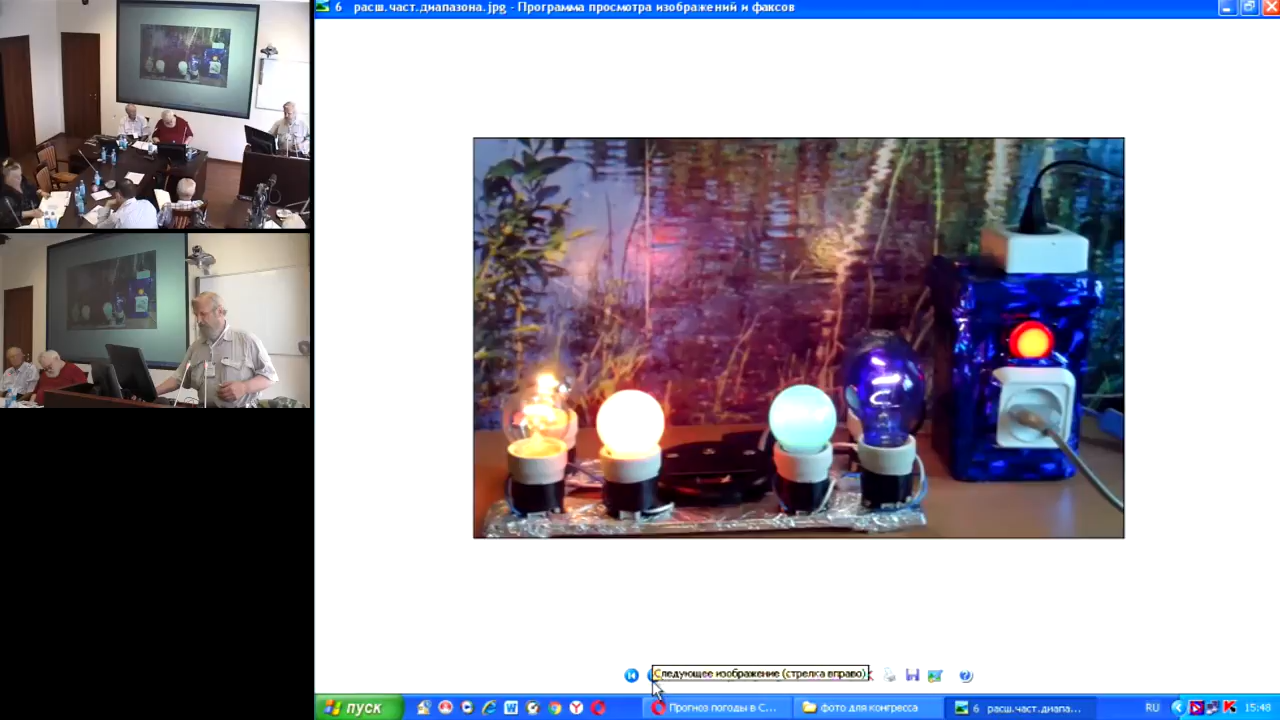 6 расш.част.диапазона.jpg - Программа просмотра изображений и факсов
Следующее изображение (стрелка вправо)
пуск
Прогноз погоды в С...
фото для конгресса
6 расш.част.диапа...
RU
15:48